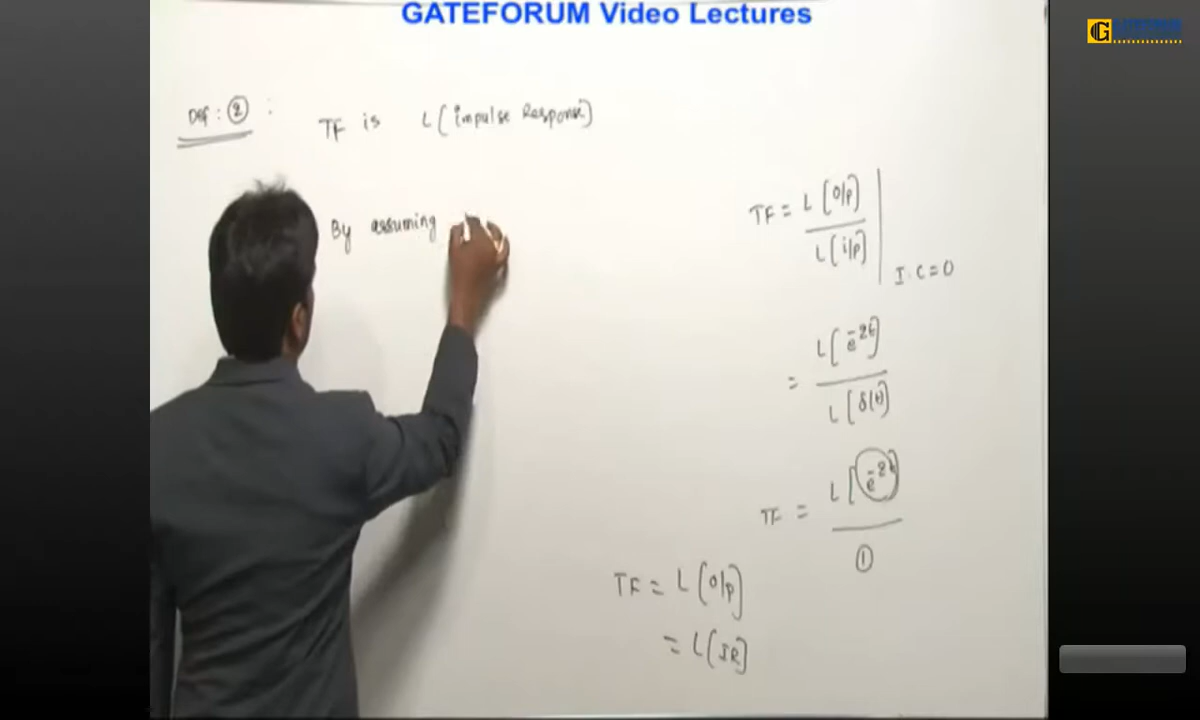 GATEFORUM Video Lectures
Def : ② :
TF is L(Impulse Response)
By assuming
TF = L[o/p] / L[i/p] | I.C=0
= L[e^-2t] / L[δ(t)]
TF = L[e^-2t] / ①
TF = L[o/p]
= L[IR]